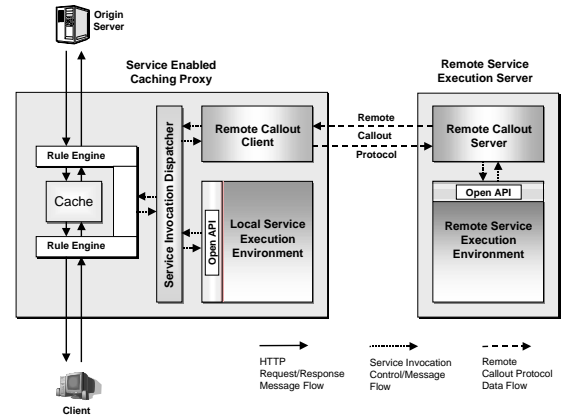 Origin
Server
Service Enabled
Caching Proxy
Remote Service
Execution Server
Rule Engine
Cache
Rule Engine
Service Invocation Dispatcher
Remote Callout
Client
Open API
Local Service
Execution
Environment
Remote
Callout
Protocol
Remote Callout
Server
Open API
Remote Service
Execution
Environment
HTTP
Request/Response
Message Flow
Service Invocation
Control/Message
Flow
Remote
Callout Protocol
Data Flow
Client